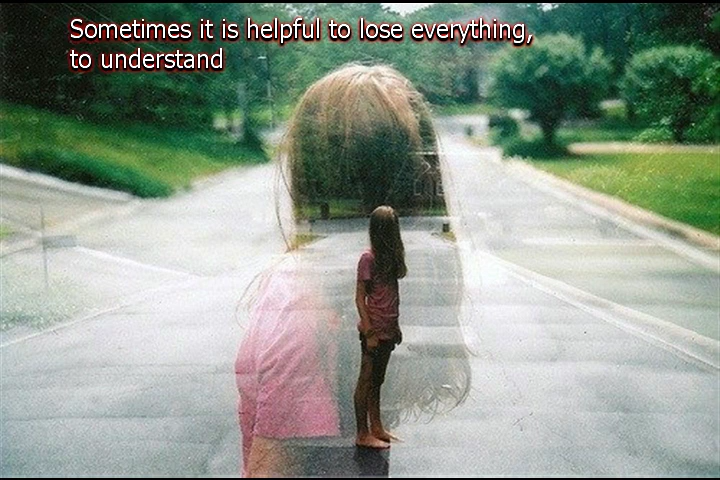 Sometimes it is helpful to lose everything,
to understand